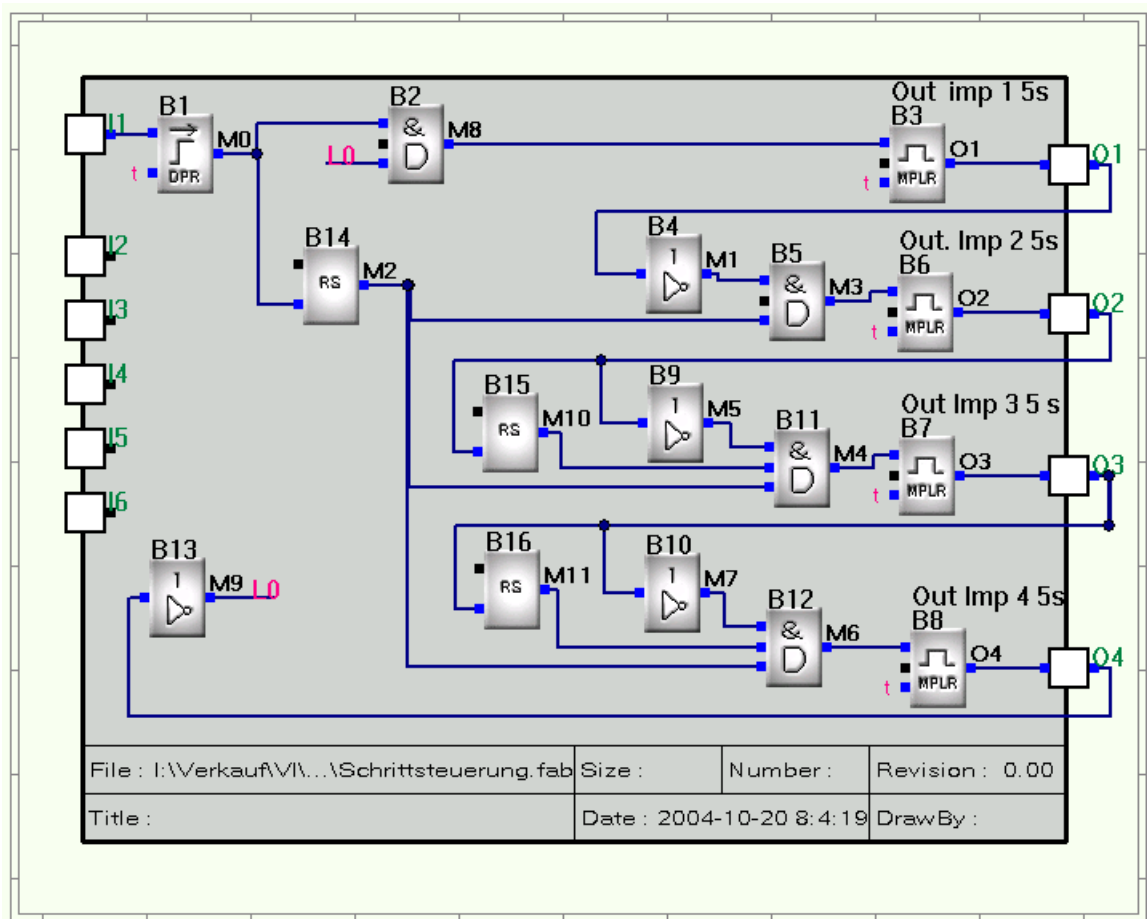 Out imp 1 5s
B1
B2
B3
I1
&
M0
M8
O1
O1
DPR
t
L0
MPLR
t
B14
B4
Out. Imp 2 5s
I2
RS
M2
1
M1
B5
B6
&
M3
O2
O2
I3
t
MPLR
B15
B9
I4
RS
M10
1
M5
Out Imp 3 5 s
B11
B7
&
M4
O3
O3
I5
t
MPLR
I6
B16
B10
B13
RS
M11
1
M7
1
M9
L0
B12
Out Imp 4 5s
B8
&
M6
O4
O4
t
MPLR
File : I:\Verkauf\VI\...\Schrittsteuerung.fab Size : Number : Revision : 0.00
Title : Date : 2004-10-20 8:4:19 DrawBy :